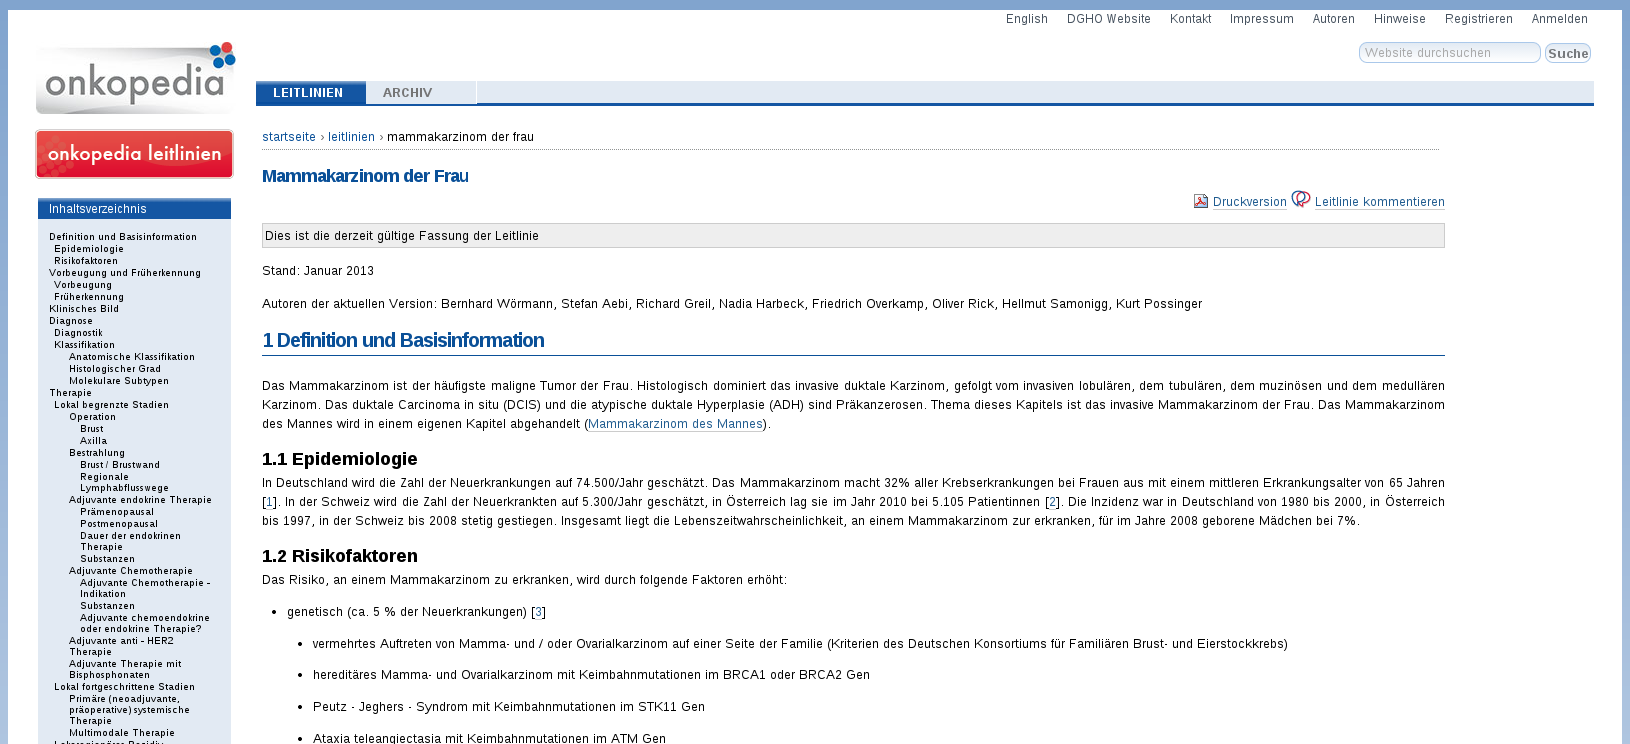 English DGHO Website Kontakt Impressum Autoren Hinweise Registrieren Anmelden
Website durchsuchen Suche
onkopedia
LEITLINIEN ARCHIV
onkopedia leitlinien
Inhaltsverzeichnis
Definition und Basisinformation
Epidemiologie
Risikofaktoren
Vorbeugung und Früherkennung
Vorbeugung
Früherkennung
Klinisches Bild
Diagnose
Diagnostik
Klassifikation
Anatomische Klassifikation
Histologischer Grad
Molekulare Subtypen
Therapie
Lokal begrenzte Stadien
Operation
Brust
Axilla
Bestrahlung
Brust / Brustwand
Regionale
Lymphabflusswege
Adjuvante endokrine Therapie
Prämenopausal
Postmenopausal
Dauer der endokrinen
Therapie
Substanzen
Adjuvante Chemotherapie
Adjuvante Chemotherapie -
Indikation
Substanzen
Adjuvante chemoendokrine
oder endokrine Therapie?
Adjuvante anti - HER2
Therapie
Adjuvante Therapie mit
Bisphosphonaten
Lokal fortgeschrittene Stadien
Primäre (neoadjuvante,
präoperative) systemische
Therapie
Multimodale Therapie
Lokoregionäres Rezidiv
startseite › leitlinien › mammakarzinom der frau
Mammakarzinom der Frau
Druckversion Leitlinie kommentieren
Dies ist die derzeit gültige Fassung der Leitlinie
Stand: Januar 2013
Autoren der aktuellen Version: Bernhard Wörmann, Stefan Aebi, Richard Greil, Nadia Harbeck, Friedrich Overkamp, Oliver Rick, Hellmut Samonigg, Kurt Possinger
1 Definition und Basisinformation
Das Mammakarzinom ist der häufigste maligne Tumor der Frau. Histologisch dominiert das invasive duktale Karzinom, gefolgt vom invasiven lobulären, dem tubulären, dem muzinösen und dem medullären
Karzinom. Das duktale Carcinoma in situ (DCIS) und die atypische duktale Hyperplasie (ADH) sind Präkanzerosen. Thema dieses Kapitels ist das invasive Mammakarzinom der Frau. Das Mammakarzinom
des Mannes wird in einem eigenen Kapitel abgehandelt (Mammakarzinom des Mannes).
1.1 Epidemiologie
In Deutschland wird die Zahl der Neuerkrankungen auf 74.500/Jahr geschätzt. Das Mammakarzinom macht 32% aller Krebserkrankungen bei Frauen aus mit einem mittleren Erkrankungsalter von 65 Jahren
[1]. In der Schweiz wird die Zahl der Neuerkrankten auf 5.300/Jahr geschätzt, in Österreich lag sie im Jahr 2010 bei 5.105 Patientinnen [2]. Die Inzidenz war in Deutschland von 1980 bis 2000, in Österreich
bis 1997, in der Schweiz bis 2008 stetig gestiegen. Insgesamt liegt die Lebenszeitwahrscheinlichkeit, an einem Mammakarzinom zur erkranken, für im Jahre 2008 geborene Mädchen bei 7%.
1.2 Risikofaktoren
Das Risiko, an einem Mammakarzinom zu erkranken, wird durch folgende Faktoren erhöht:
• genetisch (ca. 5 % der Neuerkrankungen) [3]
• vermehrtes Auftreten von Mamma- und / oder Ovarialkarzinom auf einer Seite der Familie (Kriterien des Deutschen Konsortiums für Familiären Brust- und Eierstockkrebs)
• hereditäres Mamma- und Ovarialkarzinom mit Keimbahnmutationen im BRCA1 oder BRCA2 Gen
• Peutz - Jeghers - Syndrom mit Keimbahnmutationen im STK11 Gen
• Ataxia teleangiectasia mit Keimbahnmutationen im ATM Gen